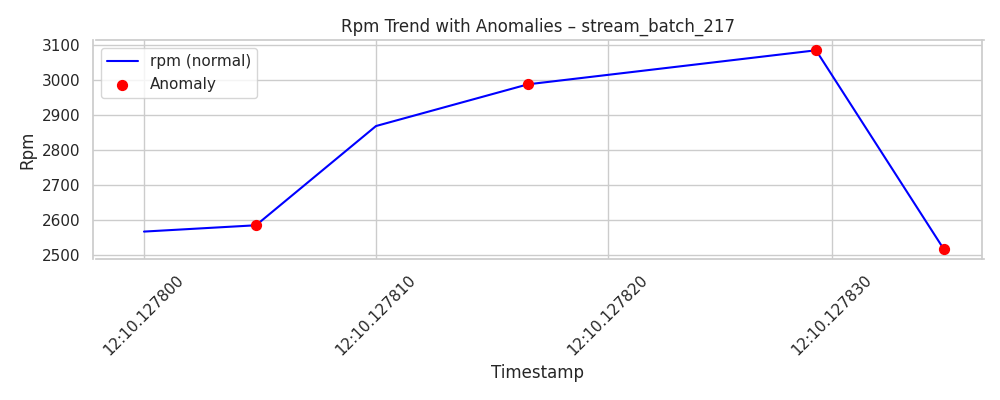 Rpm Trend with Anomalies – stream_batch_217
rpm (normal)
Anomaly
Rpm
3100
3000
2900
2800
2700
2600
2500
12:10.127800
12:10.127810
12:10.127820
12:10.127830
Timestamp